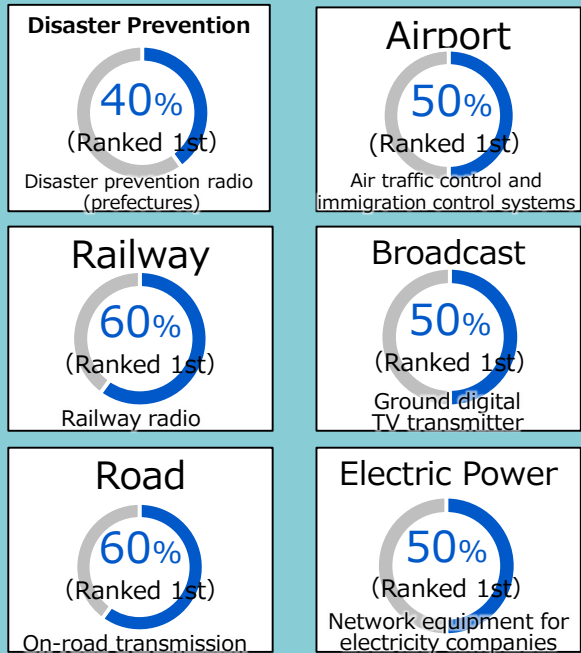 Disaster Prevention
40%
(Ranked 1st)
Disaster prevention radio
(prefectures)
Airport
50%
(Ranked 1st)
Air traffic control and
immigration control systems
Railway
60%
(Ranked 1st)
Railway radio
Broadcast
50%
(Ranked 1st)
Ground digital
TV transmitter
Road
60%
(Ranked 1st)
On-road transmission
Electric Power
50%
(Ranked 1st)
Network equipment for
electricity companies